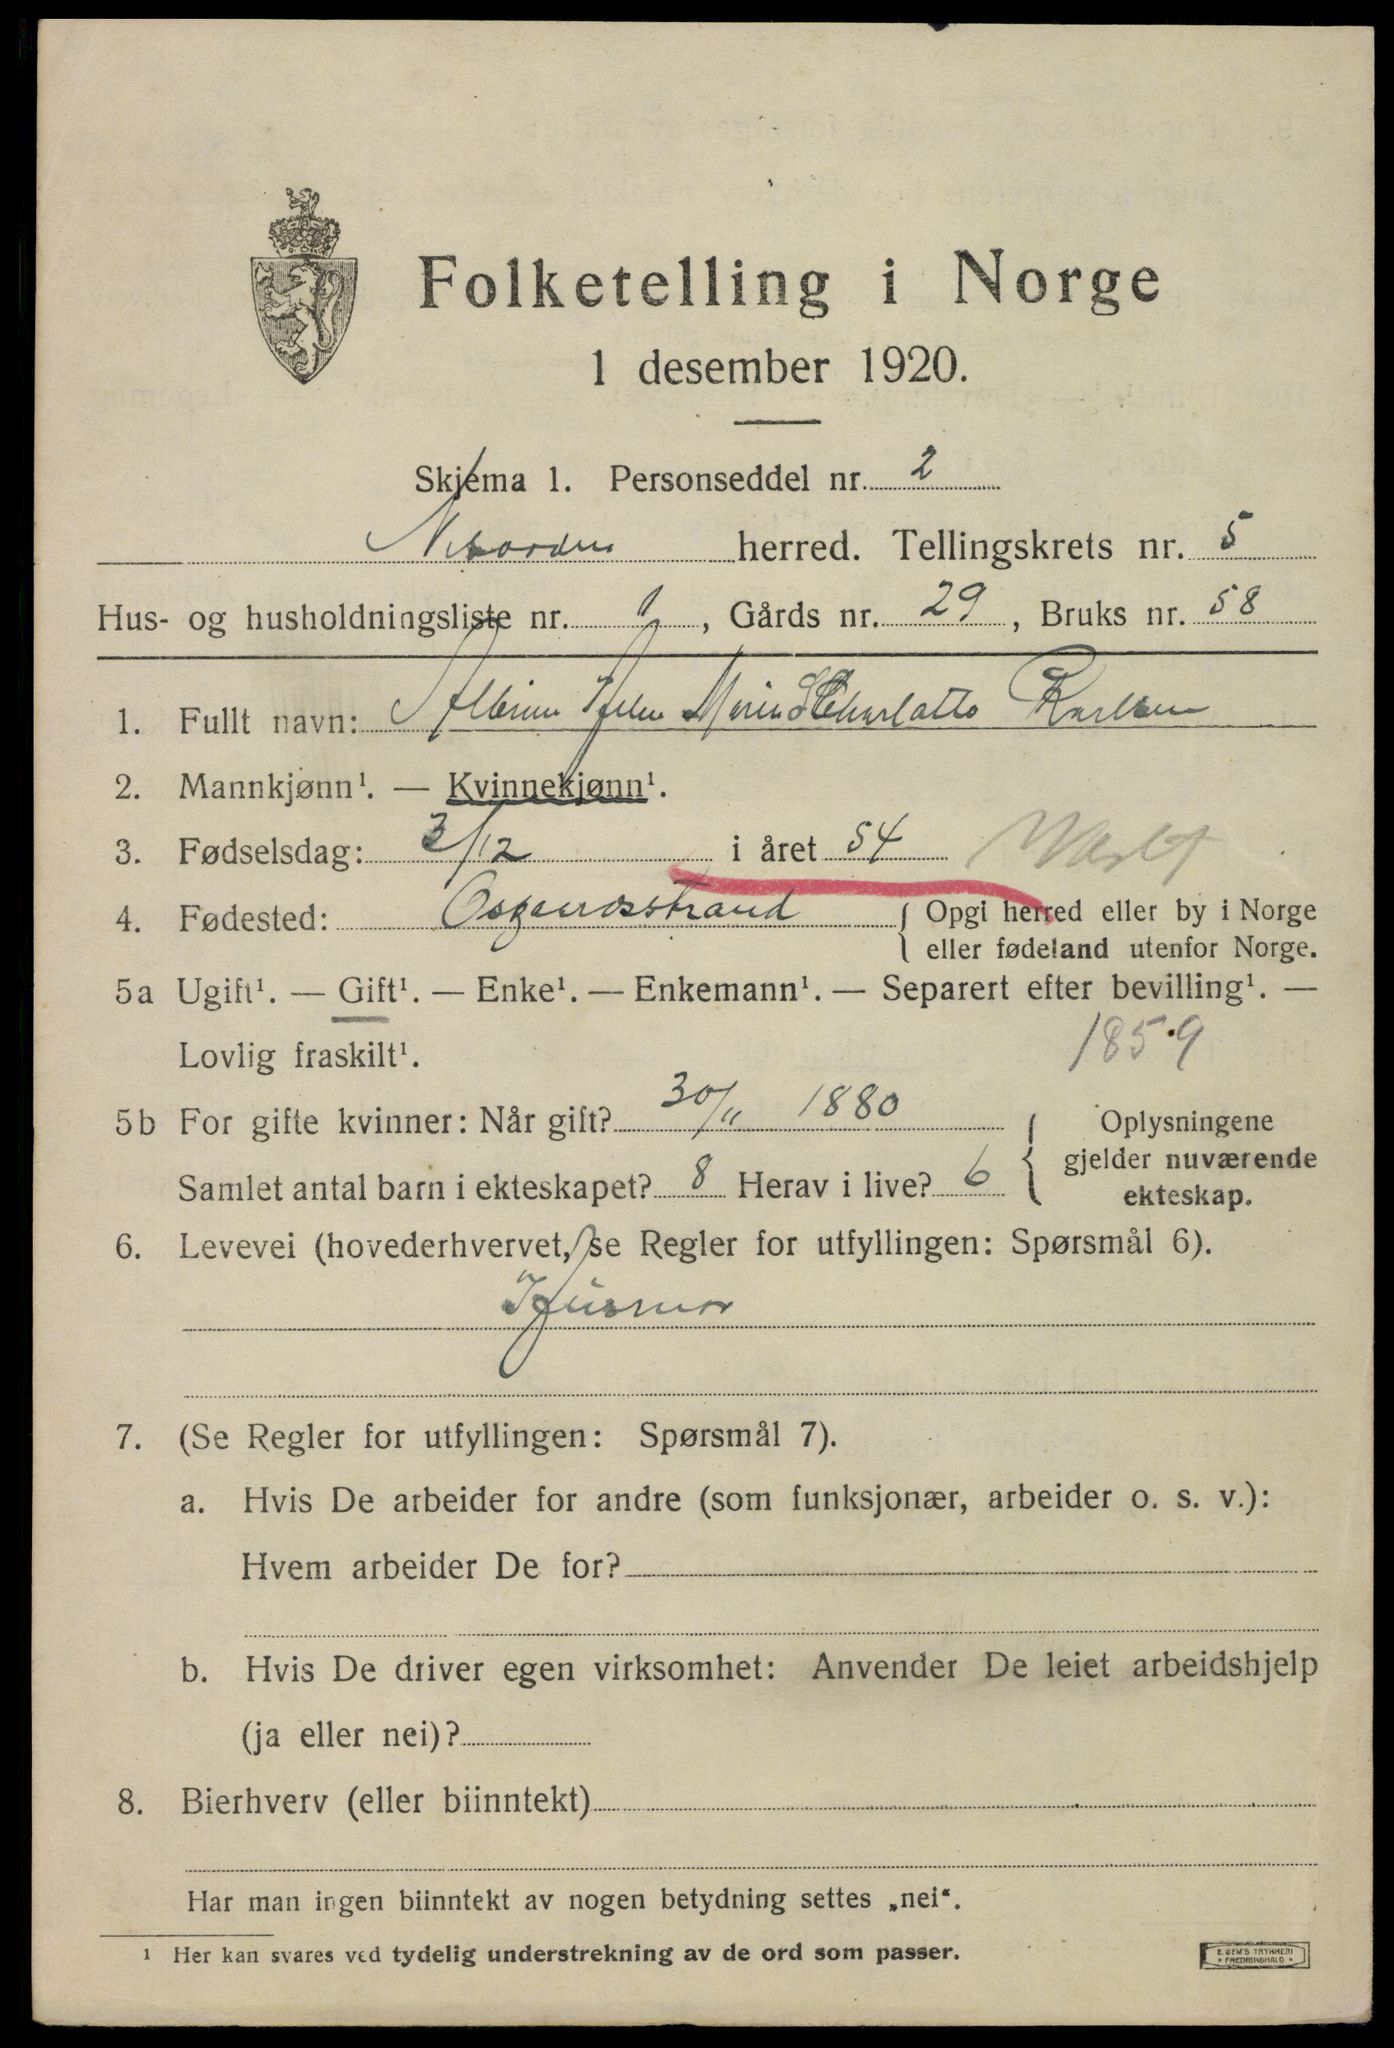 Folketelling i Norge
1 desember 1920.
Skjema 1. Personseddel nr. 2
herred. Tellingskrets nr. 5
Hus- og husholdningsliste nr. 1, Gårds nr. 29, Bruks nr. 58
1. Fullt navn: Charlatte Karlsen
2. Mannkjønn¹. — Kvinnekjønn¹.
3. Fødselsdag: 3/12 i året 54
4. Fødested: Osgaardsstrand { Opgi herred eller by i Norge
eller fødeland utenfor Norge.
5a Ugift¹. — Gift¹. — Enke¹. — Enkemann¹. — Separert efter bevilling¹. —
Lovlig fraskilt¹. 1859
5b For gifte kvinner: Når gift? 30/11 1880
Samlet antal barn i ekteskapet? 8 Herav i live? 6
{ Oplysningene
gjelder nuværende
ekteskap.
6. Levevei (hovederhvervet, se Regler for utfyllingen: Spørsmål 6).
Husmor
7. (Se Regler for utfyllingen: Spørsmål 7).
a. Hvis De arbeider for andre (som funksjonær, arbeider o. s. v.):
Hvem arbeider De for?
b. Hvis De driver egen virksomhet: Anvender De leiet arbeidshjelp
(ja eller nei)?
8. Bierhverv (eller biinntekt)
Har man ingen biinntekt av nogen betydning settes „nei“.
¹ Her kan svares ved tydelig understrekning av de ord som passer.
E. SEM'S TRYKKERI
* FREDRIKSHALD *